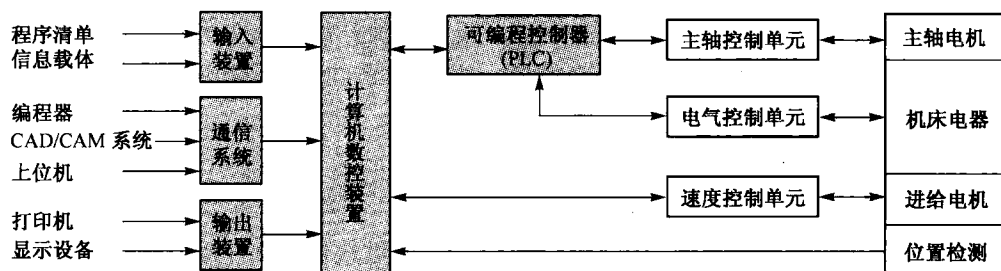 程序清单
信息载体
输入
装置
编程器
CAD/CAM 系统
上位机
通信
系统
打印机
显示设备
输出
装置
计算机数控装置
可编程控制器
(PLC)
主轴控制单元
电气控制单元
速度控制单元
主轴电机
机床电器
进给电机
位置检测